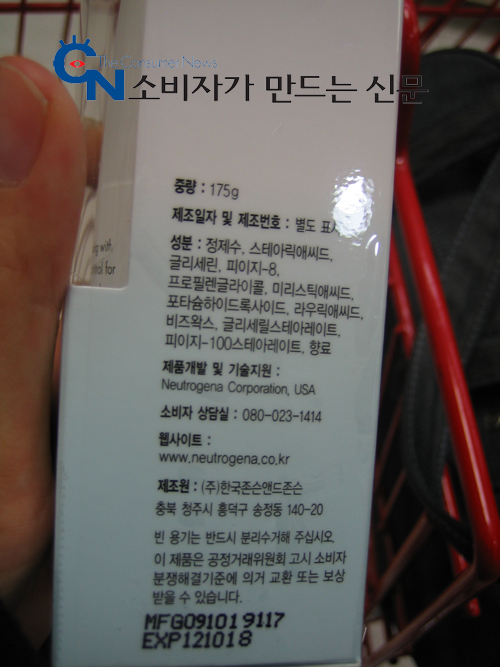 The Consumer News
CN 소비자가 만드는 신문
중량 : 175g
제조일자 및 제조번호 : 별도 표시
성분 : 정제수, 스테아릭애씨드,
글리세린, 피이지-8,
프로필렌글라이콜, 미리스틱애씨드,
포타슘하이드록사이드, 라우릭애씨드,
비즈왁스, 글리세릴스테아레이트,
피이지-100스테아레이트, 향료
제품개발 및 기술지원 :
Neutrogena Corporation, USA
소비자 상담실 : 080-023-1414
웹사이트 :
www.neutrogena.co.kr
제조원 : (주)한국존슨앤드존슨
충북 청주시 흥덕구 송정동 140-20
빈 용기는 반드시 분리수거해 주십시오.
이 제품은 공정거래위원회 고시 소비자
분쟁해결기준에 의거 교환 또는 보상
받을 수 있습니다.
MFG091019117
EXP121018
with,
for